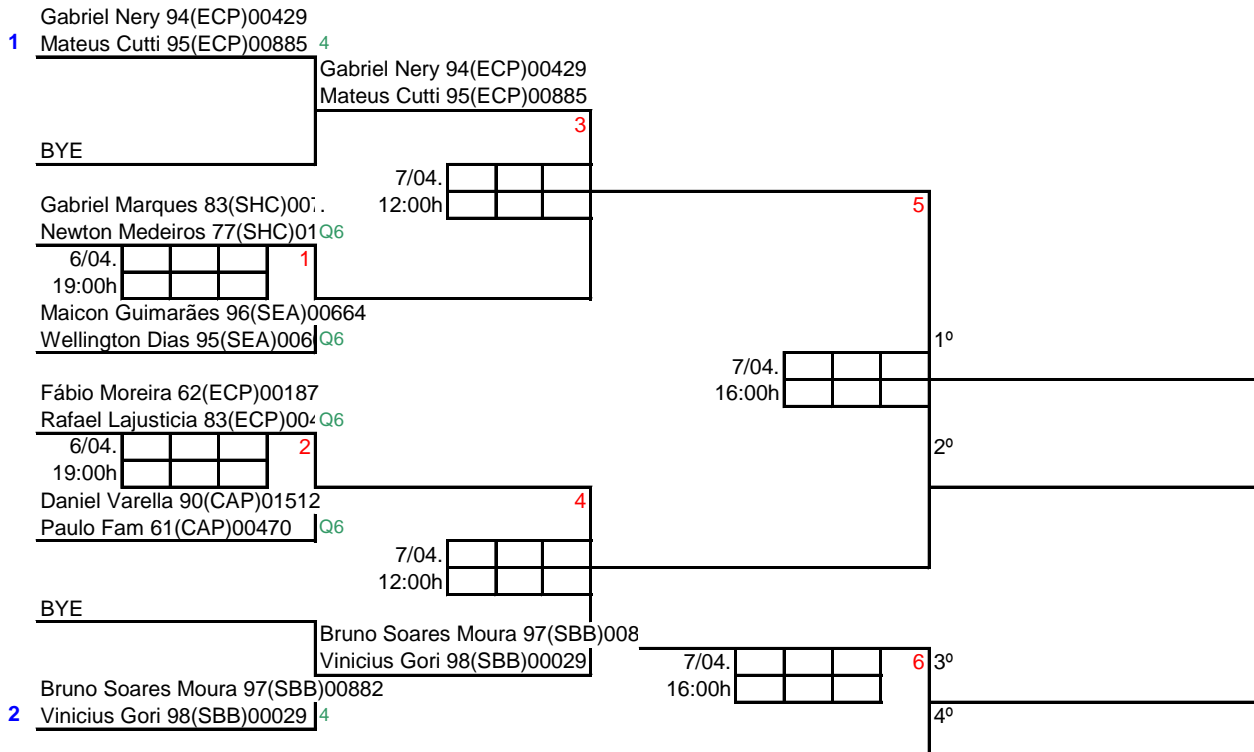 Gabriel Nery 94(ECP)00429
1 Mateus Cutti 95(ECP)00885 4
Gabriel Nery 94(ECP)00429
Mateus Cutti 95(ECP)00885
3
BYE
7/04.
12:00h
Gabriel Marques 83(SHC)007.
5
Newton Medeiros 77(SHC)01 Q6
6/04. 1
19:00h
Maicon Guimarães 96(SEA)00664
Wellington Dias 95(SEA)006 Q6
1º
7/04.
16:00h
Fábio Moreira 62(ECP)00187
Rafael Lajusticia 83(ECP)004 Q6
6/04. 2
2º
19:00h
Daniel Varella 90(CAP)01512
4
Paulo Fam 61(CAP)00470 Q6
7/04.
12:00h
BYE
Bruno Soares Moura 97(SBB)008
Vinicius Gori 98(SBB)00029
7/04. 6 3º
16:00h
Bruno Soares Moura 97(SBB)00882
2 Vinicius Gori 98(SBB)00029 4
4º